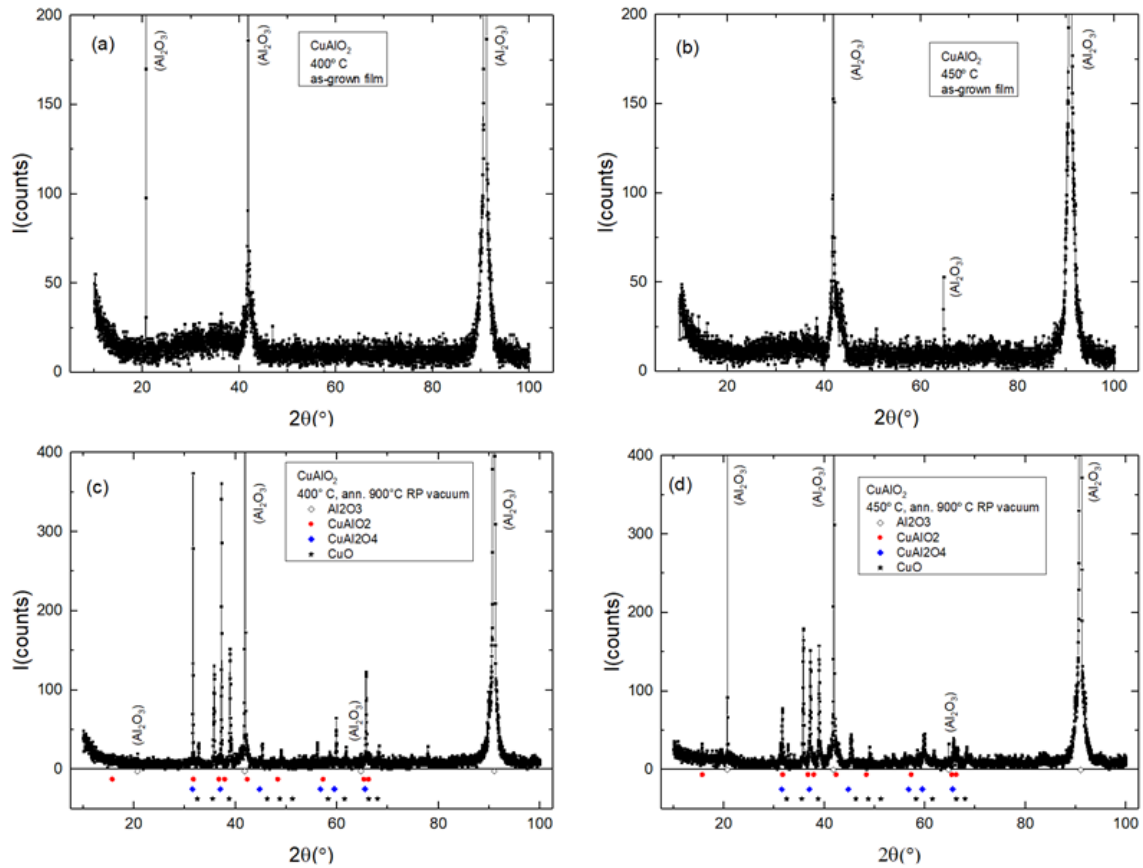 (a)
CuAlO₂
400° C
as-grown film
(Al₂O₃)
(Al₂O₃)
(Al₂O₃)
I(counts)
200
150
100
50
0
20 40 60 80 100
2θ(°)
(b)
CuAlO₂
450° C
as-grown film
(Al₂O₃)
(Al₂O₃)
(Al₂O₃)
I(counts)
200
150
100
50
0
20 40 60 80 100
2θ(°)
(c)
CuAlO₂
400° C, ann. 900°C RP vacuum
Al2O3
CuAlO2
CuAl2O4
CuO
(Al₂O₃)
(Al₂O₃)
(Al₂O₃)
(Al₂O₃)
I(counts)
400
300
200
100
0
20 40 60 80 100
2θ(°)
(d)
CuAlO₂
450° C, ann. 900° C RP vacuum
Al2O3
CuAlO2
CuAl2O4
CuO
(Al₂O₃)
(Al₂O₃)
(Al₂O₃)
(Al₂O₃)
I(counts)
400
300
200
100
0
20 40 60 80 100
2θ(°)